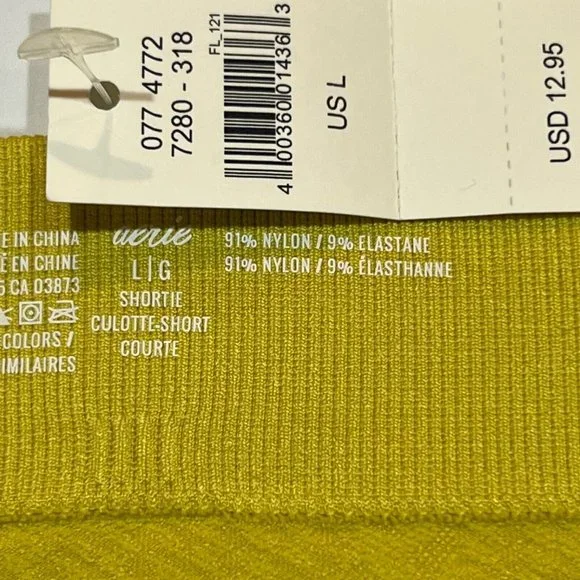 077 4772
7280 - 318
FL_121
4 00360 01436 3
US L
USD 12.95
E IN CHINA
É EN CHINE
5 CA 03873
COLORS /
IMILAIRES
aerie
L|G
SHORTIE
CULOTTE-SHORT
COURTE
91% NYLON / 9% ELASTANE
91% NYLON / 9% ÉLASTHANNE